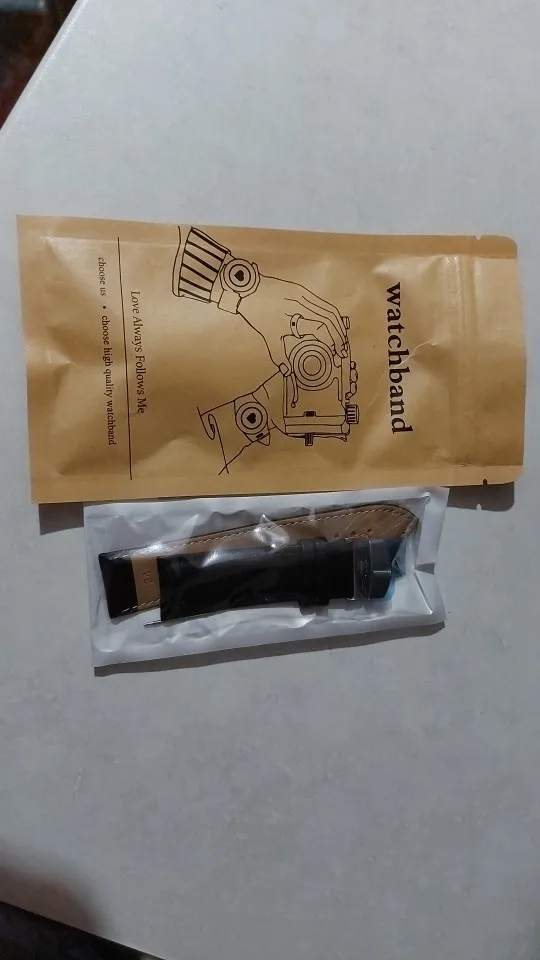 watchband
Love Always Follows Me
choose us • choose high quality watchband